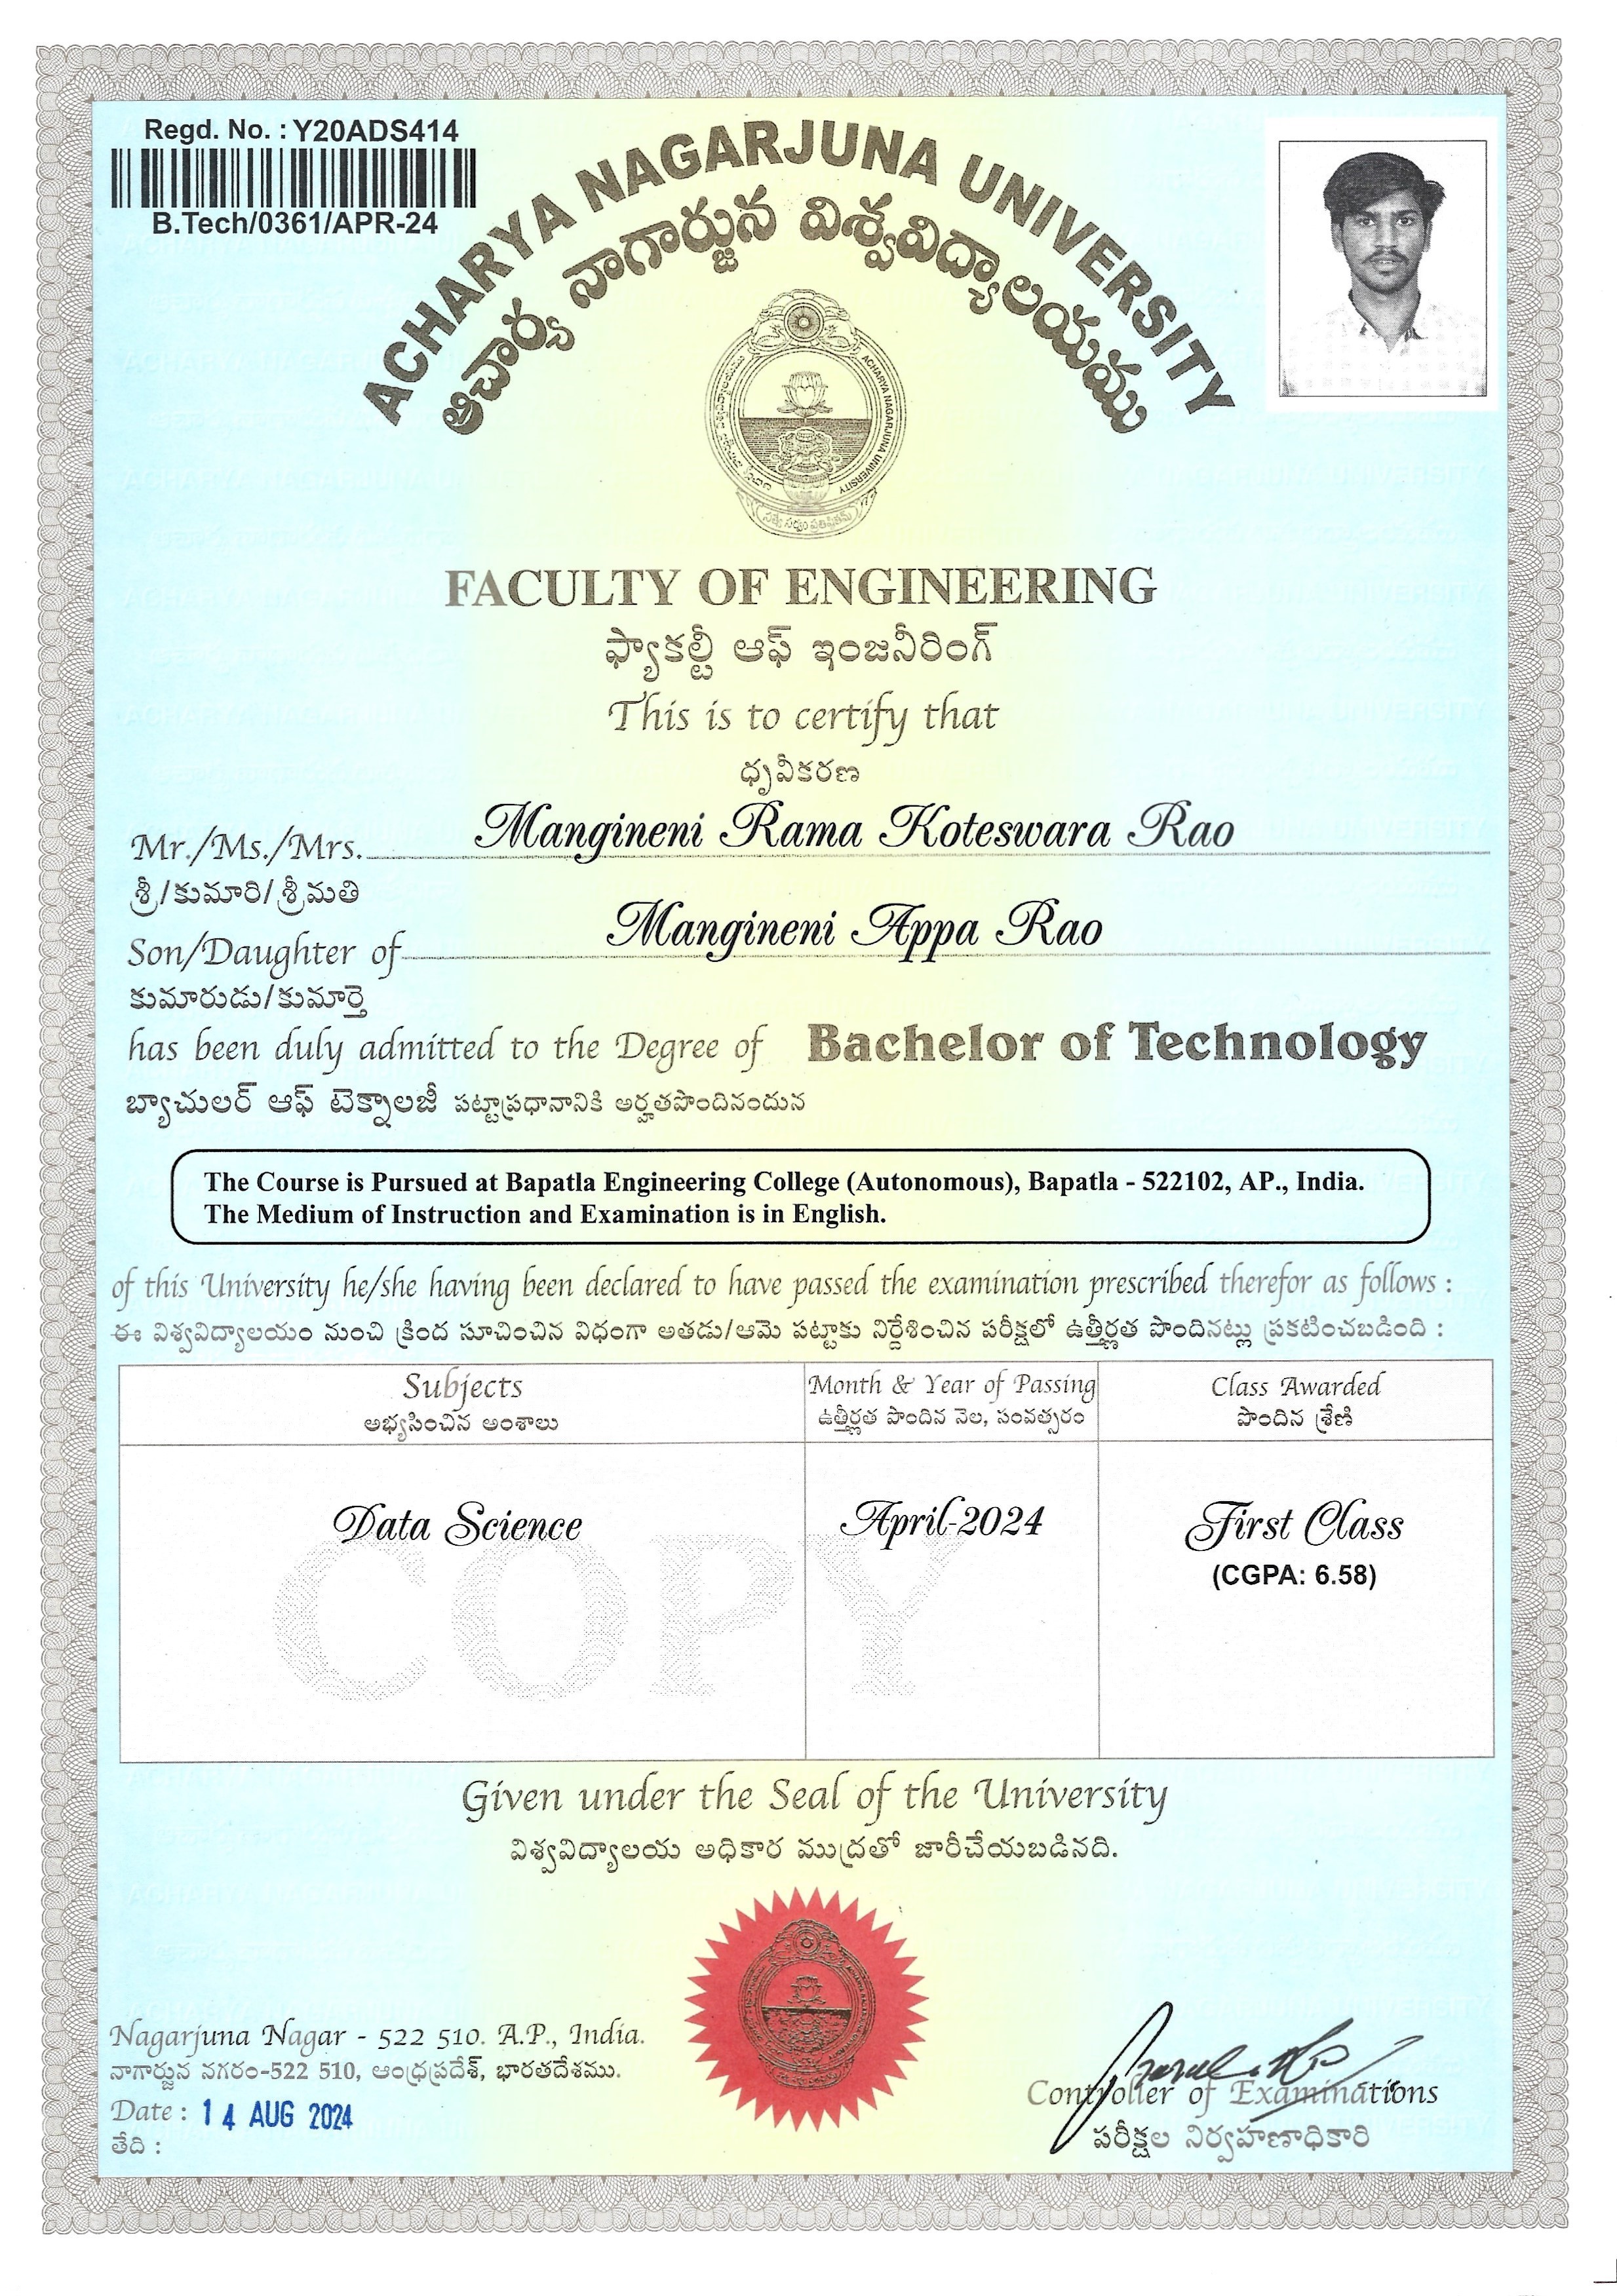 Regd. No. : Y20ADS414
B.Tech/0361/APR-24
ACHARYA NAGARJUNA UNIVERSITY
ఆచార్య నాగార్జున విశ్వవిద్యాలయము
ACHARYA NAGARJUNA UNIVERSITY
FACULTY OF ENGINEERING
ఫ్యాకల్టీ ఆఫ్ ఇంజనీరింగ్
This is to certify that
ధృవీకరణ
Mr./Ms./Mrs. Mangineni Rama Koteswara Rao
శ్రీ/కుమారి/శ్రీమతి
Son/Daughter of Mangineni Appa Rao
కుమారుడు/కుమార్తె
has been duly admitted to the Degree of Bachelor of Technology
బ్యాచులర్ ఆఫ్ టెక్నాలజీ పట్టాప్రధానానికి అర్హతపొందినందున
The Course is Pursued at Bapatla Engineering College (Autonomous), Bapatla - 522102, AP., India.
The Medium of Instruction and Examination is in English.
of this University he/she having been declared to have passed the examination prescribed therefor as follows :
ఈ విశ్వవిద్యాలయం నుంచి క్రింద సూచించిన విధంగా అతడు/ఆమె పట్టాకు నిర్దేశించిన పరీక్షలో ఉత్తీర్ణత పొందినట్లు ప్రకటించబడింది :
Subjects Month & Year of Passing Class Awarded
అభ్యసించిన అంశాలు ఉత్తీర్ణత పొందిన నెల, సంవత్సరం పొందిన శ్రేణి
Data Science April-2024 First Class
(CGPA: 6.58)
COPY
Given under the Seal of the University
విశ్వవిద్యాలయ అధికార ముద్రతో జారీచేయబడినది.
Nagarjuna Nagar - 522 510. A.P., India.
నాగార్జున నగరం-522 510, ఆంధ్రప్రదేశ్, భారతదేశము.
Date : 14 AUG 2024
తేది :
Controller of Examinations
పరీక్షల నిర్వహణాధికారి